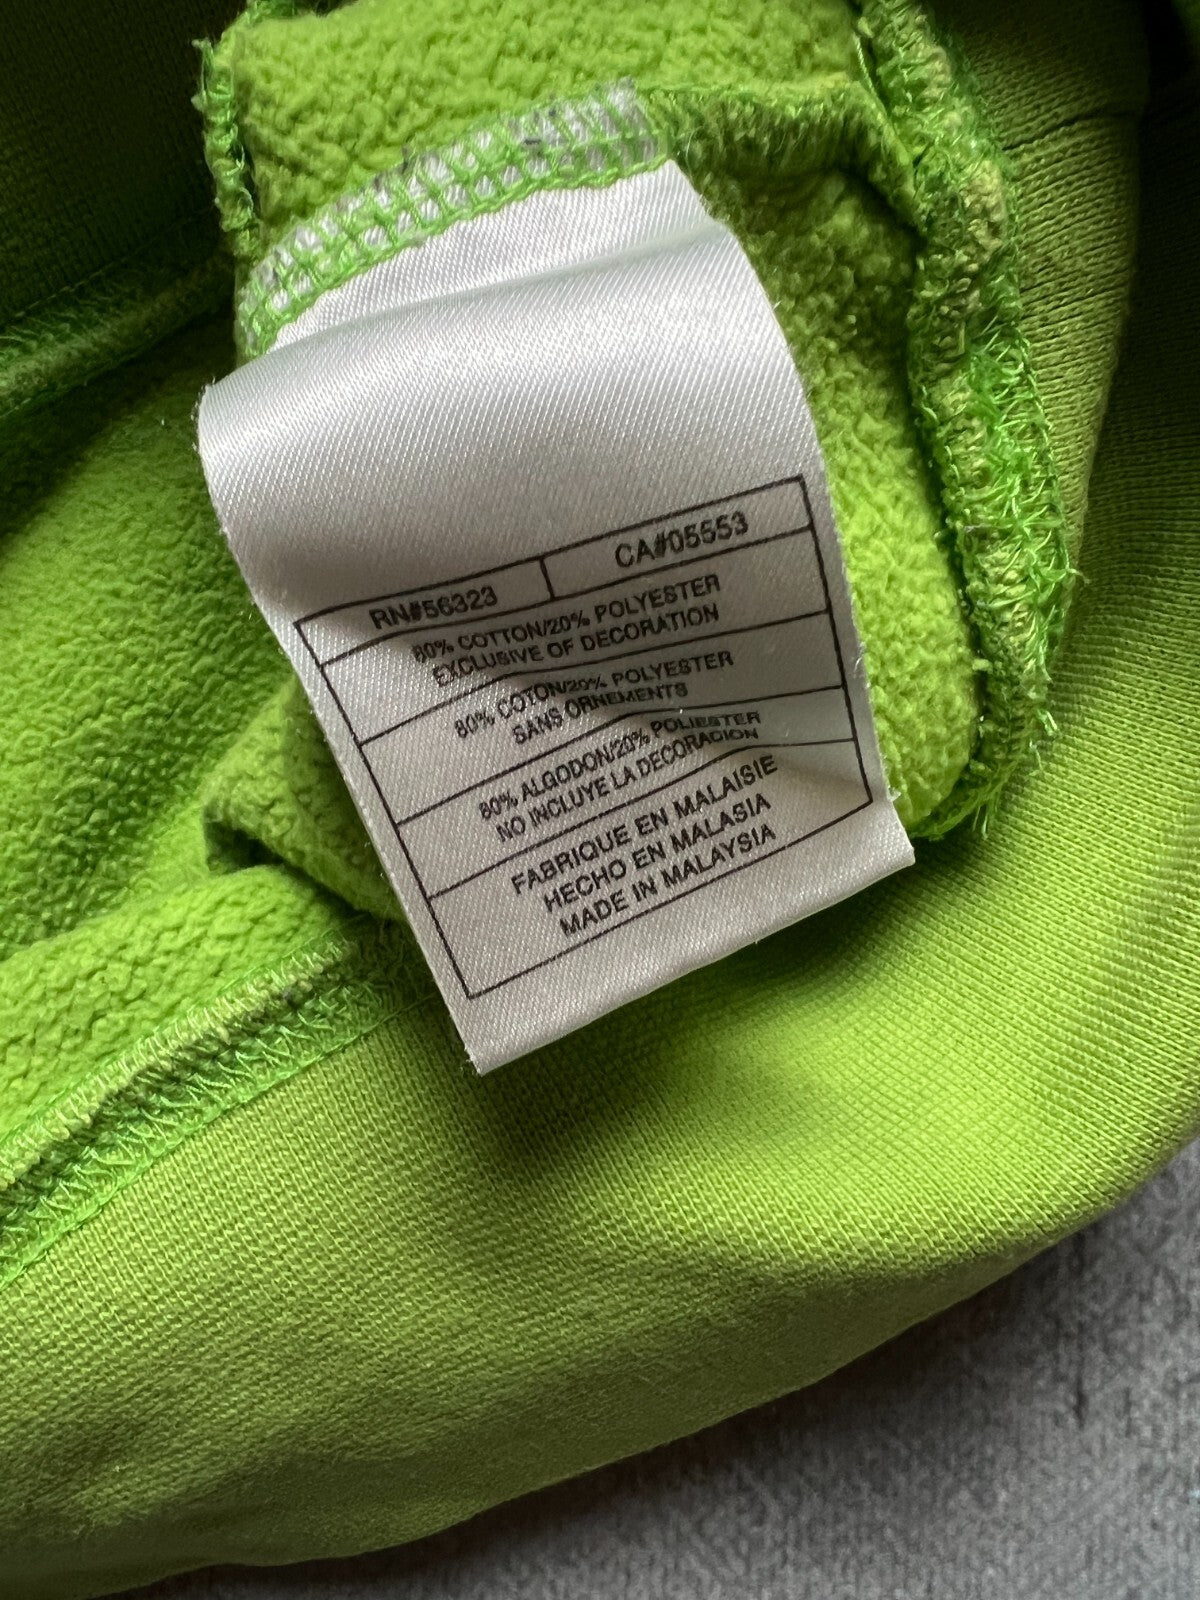 RN#56323
CA#05553
80% COTTON/20% POLYESTER
EXCLUSIVE OF DECORATION
80% COTON/20% POLYESTER
SANS ORNEMENTS
80% ALGODON/20% POLIESTER
NO INCLUYE LA DECORACION
FABRIQUE EN MALAISIE
HECHO EN MALASIA
MADE IN MALAYSIA